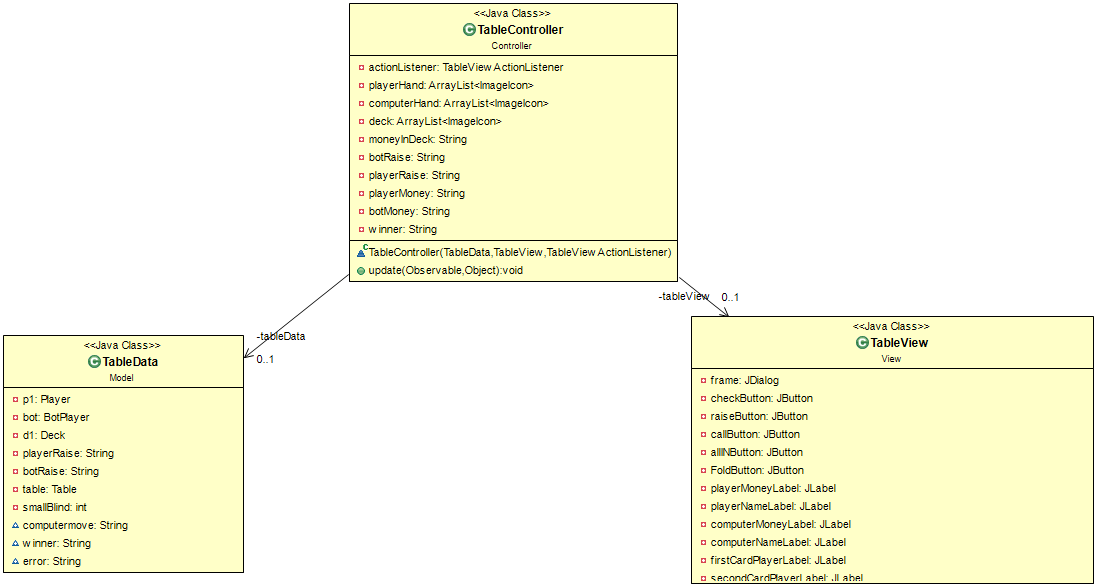 <<Java Class>>
TableController
Controller
actionListener: TableViewActionListener
playerHand: ArrayList<ImageIcon>
computerHand: ArrayList<ImageIcon>
deck: ArrayList<ImageIcon>
moneyInDeck: String
botRaise: String
playerRaise: String
playerMoney: String
botMoney: String
winner: String
TableController(TableData,TableView,TableViewActionListener)
update(Observable,Object):void
-tableData
0..1
-tableView 0..1
<<Java Class>>
TableData
Model
p1: Player
bot: BotPlayer
d1: Deck
playerRaise: String
botRaise: String
table: Table
smallBlind: int
computermove: String
winner: String
error: String
<<Java Class>>
TableView
View
frame: JDialog
checkButton: JButton
raiseButton: JButton
callButton: JButton
allINButton: JButton
FoldButton: JButton
playerMoneyLabel: JLabel
playerNameLabel: JLabel
computerMoneyLabel: JLabel
computerNameLabel: JLabel
firstCardPlayerLabel: JLabel
secondCardPlayerLabel: JLabel